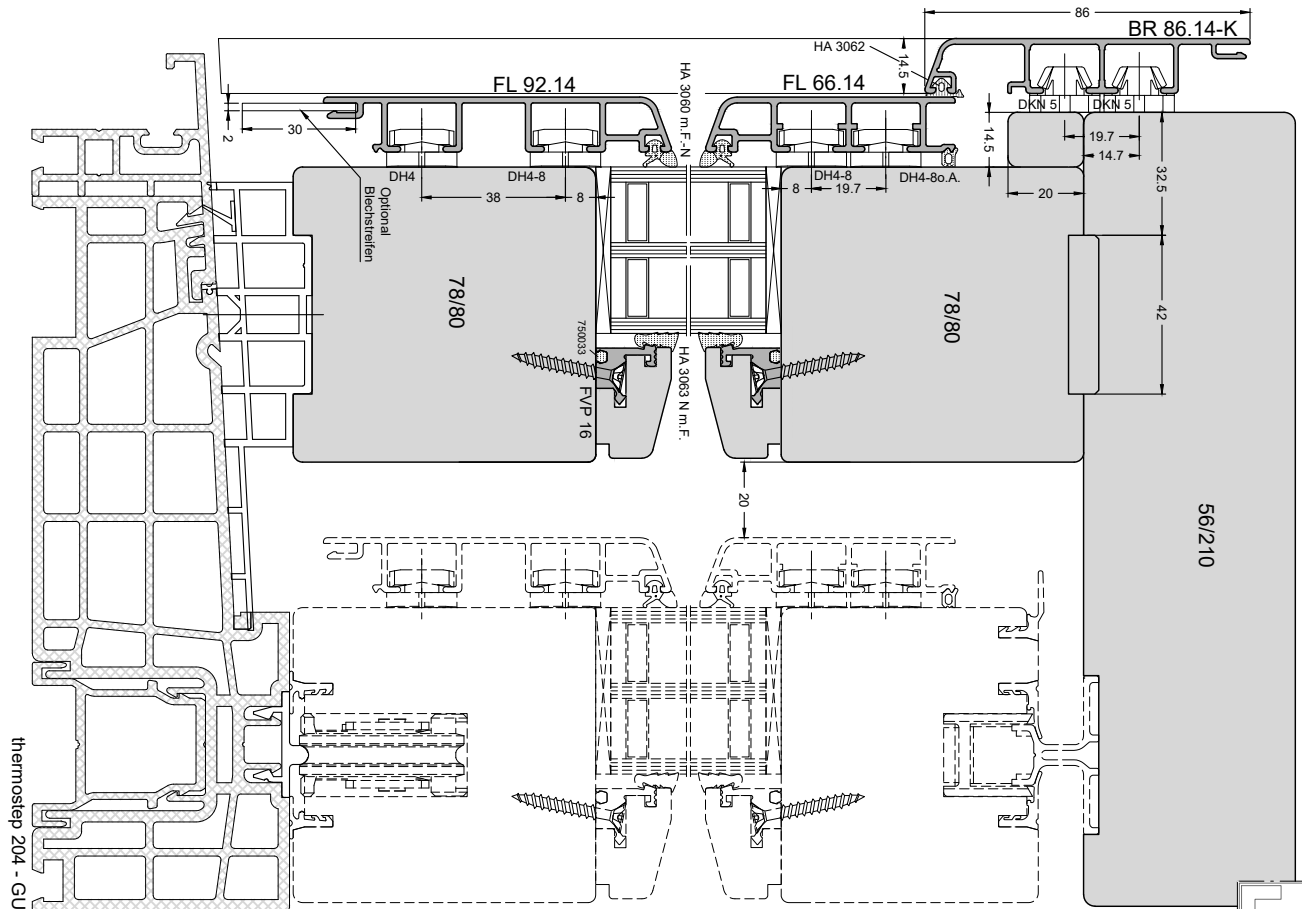 86
BR 86.14-K
HA 3062
14.5
FL 92.14
HA 3060 m.F.-N
FL 66.14
DKN 5
DKN 5
30
2
14.5
19.7
14.7
32.5
DH4
DH4-8
DH4-8
DH4-8o.A.
38
8
8
19.7
20
Optional
Blechstreifen
78/80
78/80
42
750033
FVP 16
HA 3063 N m.F.
20
56/210
thermostep 204 - GU